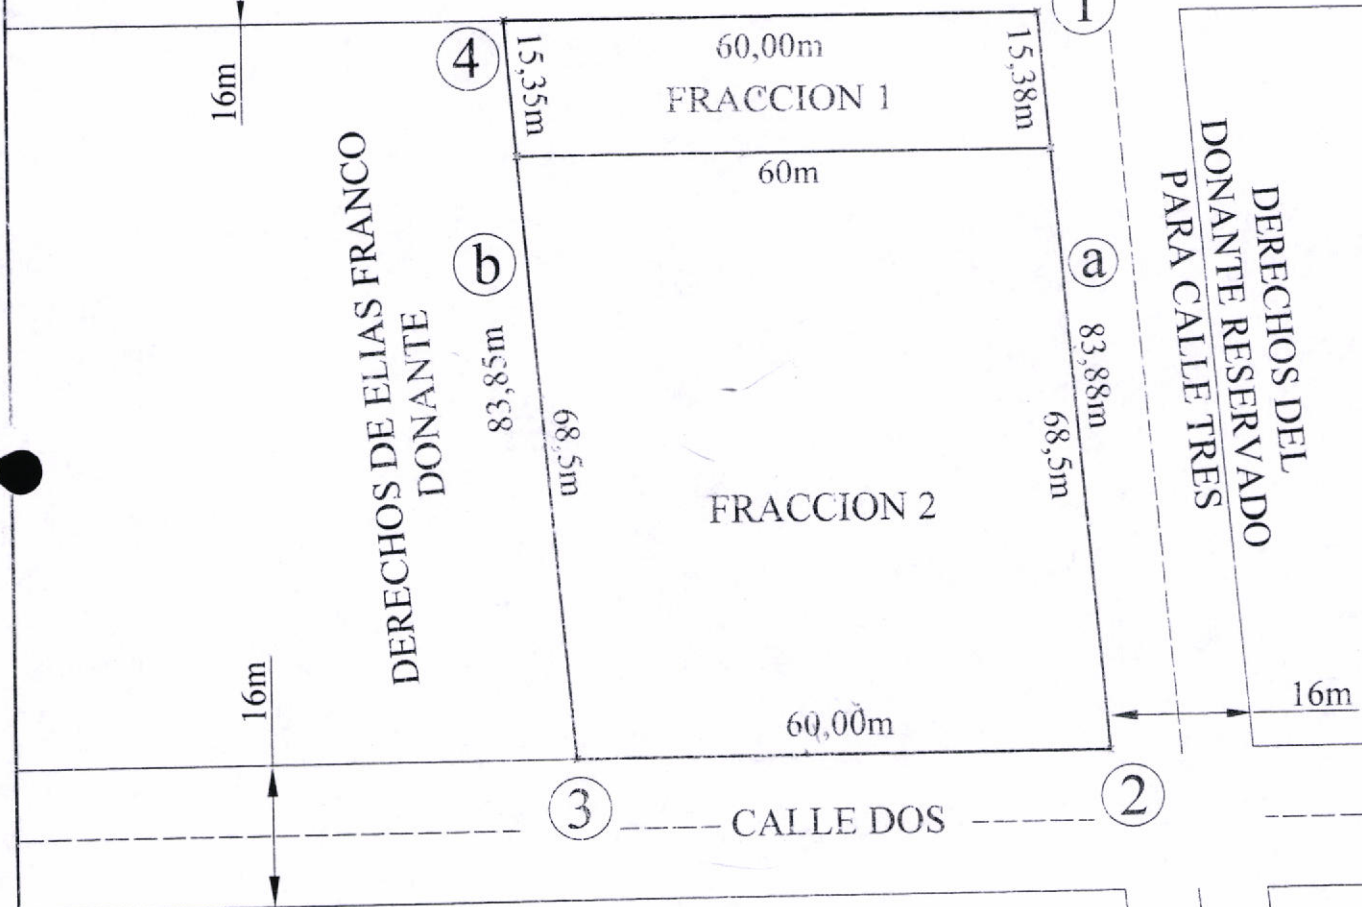 1
4
60,00m
15,35m
15,38m
FRACCION 1
16m
60m
DERECHOS DE ELIAS FRANCO
DONANTE
b
83,85m
68,5m
a
83,88m
68,5m
DERECHOS DEL
DONANTE RESERVADO
PARA CALLE TRES
FRACCION 2
16m
60,00m
16m
3
2
CALLE DOS